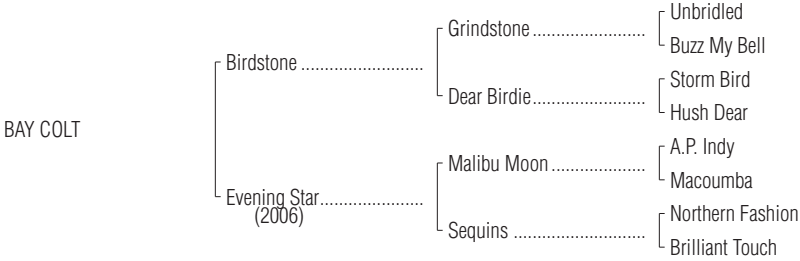 Unbridled
Grindstone
Buzz My Bell
Birdstone
Storm Bird
Dear Birdie
Hush Dear
BAY COLT
A.P. Indy
Malibu Moon
Macoumba
Evening Star
(2006)
Northern Fashion
Sequins
Brilliant Touch